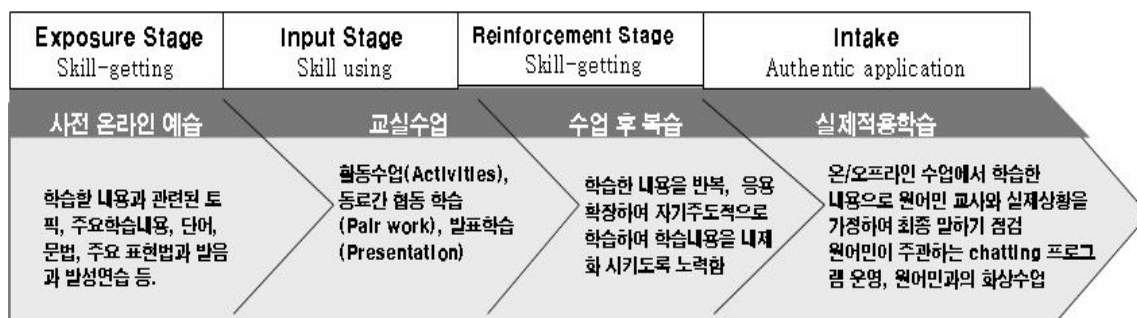 Exposure Stage
Skill-getting
Input Stage
Skill using
Reinforcement Stage
Skill-getting
Intake
Authentic application
사전 온라인 예습
교실수업
수업 후 복습
실제적용학습
학습할 내용과 관련된 토
픽, 주요학습내용, 단어,
문법, 주요 표현법과 발음
과 발성연습 등.
활동수업(Activities),
동료간 협동 학습
(Pair work), 발표학습
(Presentation)
학습한 내용을 반복, 응용
확장하여 자기주도적으로
학습하여 학습내용을 내재
화 시키도록 노력함
온/오프라인 수업에서 학습한
내용으로 원어민 교사와 실제상황을
가정하여 최종 말하기 점검
원어민이 주관하는 chatting 프로그
램 운영, 원어민과의 화상수업